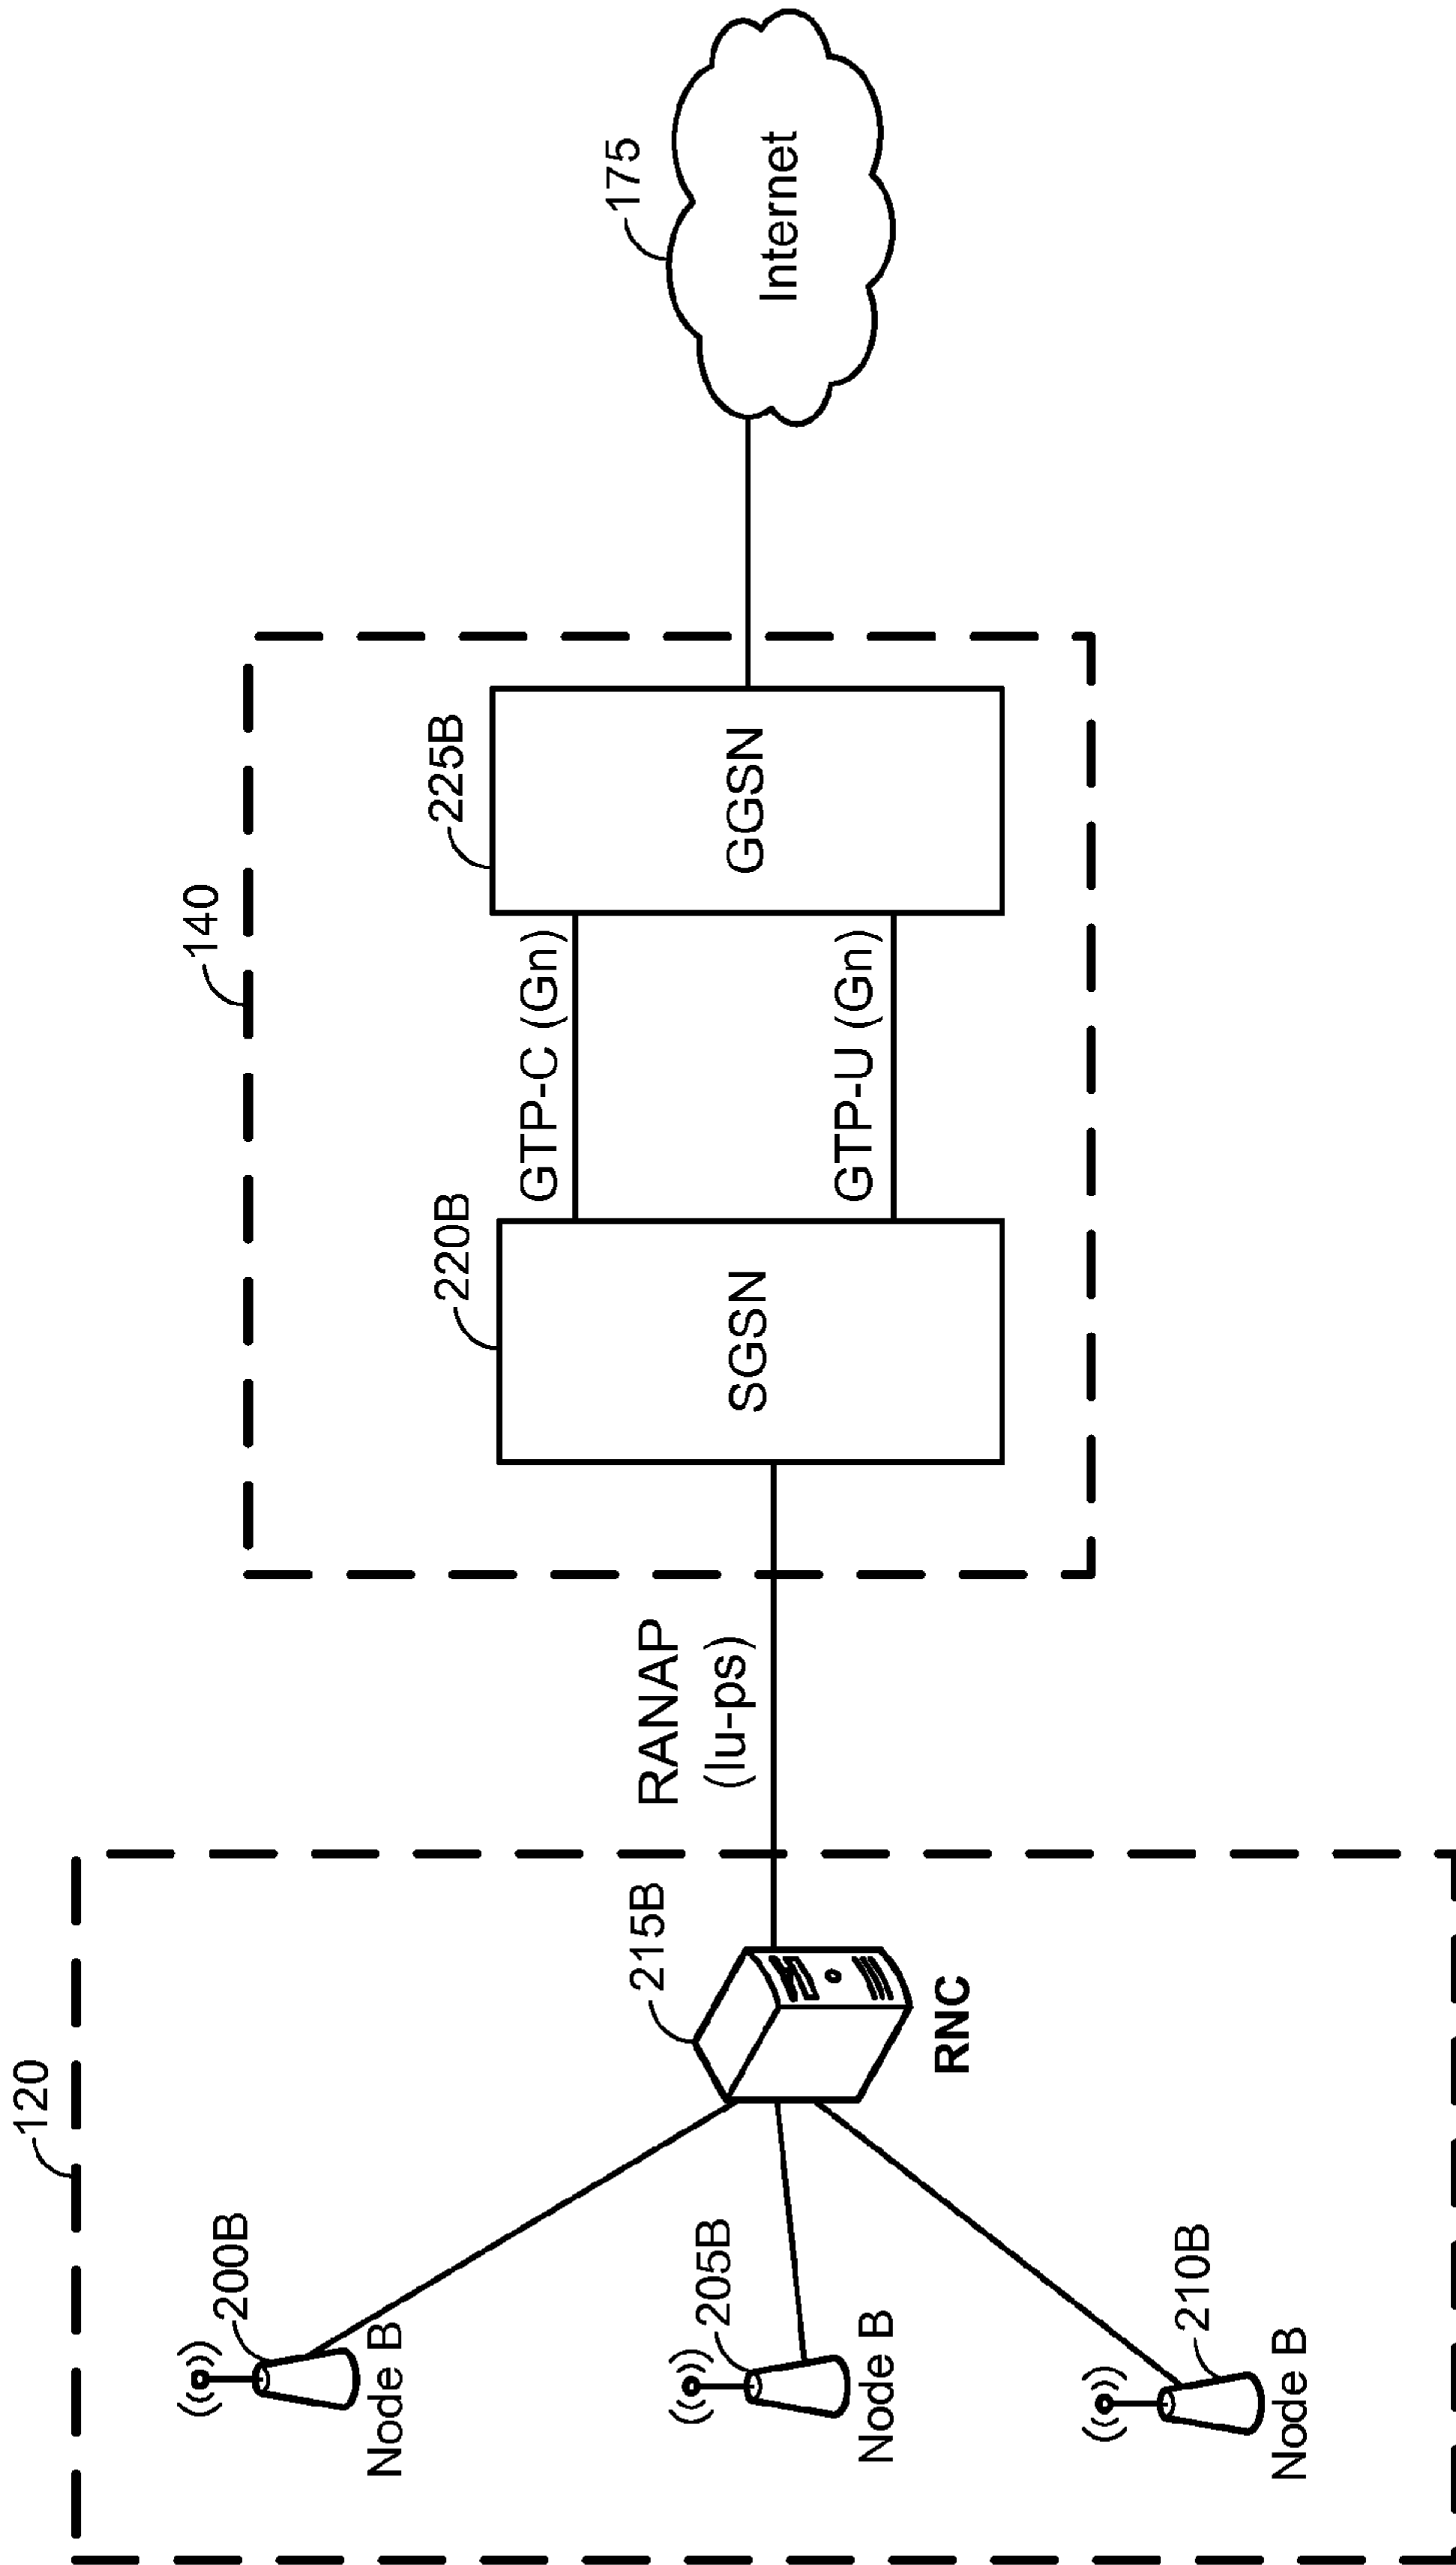 120
200B
Node B
205B
Node B
210B
Node B
215B
RNC
RANAP
(Iu-ps)
140
220B
SGSN
GTP-C (Gn)
GTP-U (Gn)
225B
GGSN
175
Internet